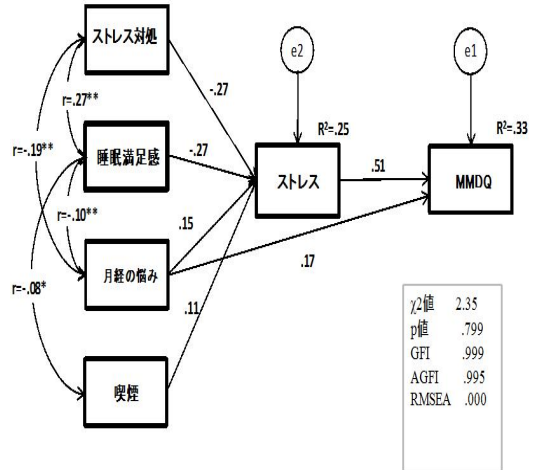 ストレス対処
e2
e1
-.27
r=.27**
R²=.25
R²=.33
r=-.19**
睡眠満足感
-.27
ストレス
.51
MMDQ
r=-.10**
.15
月経の悩み
.17
r=-.08*
.11
喫煙
χ2値 2.35
p値 .799
GFI .999
AGFI .995
RMSEA .000